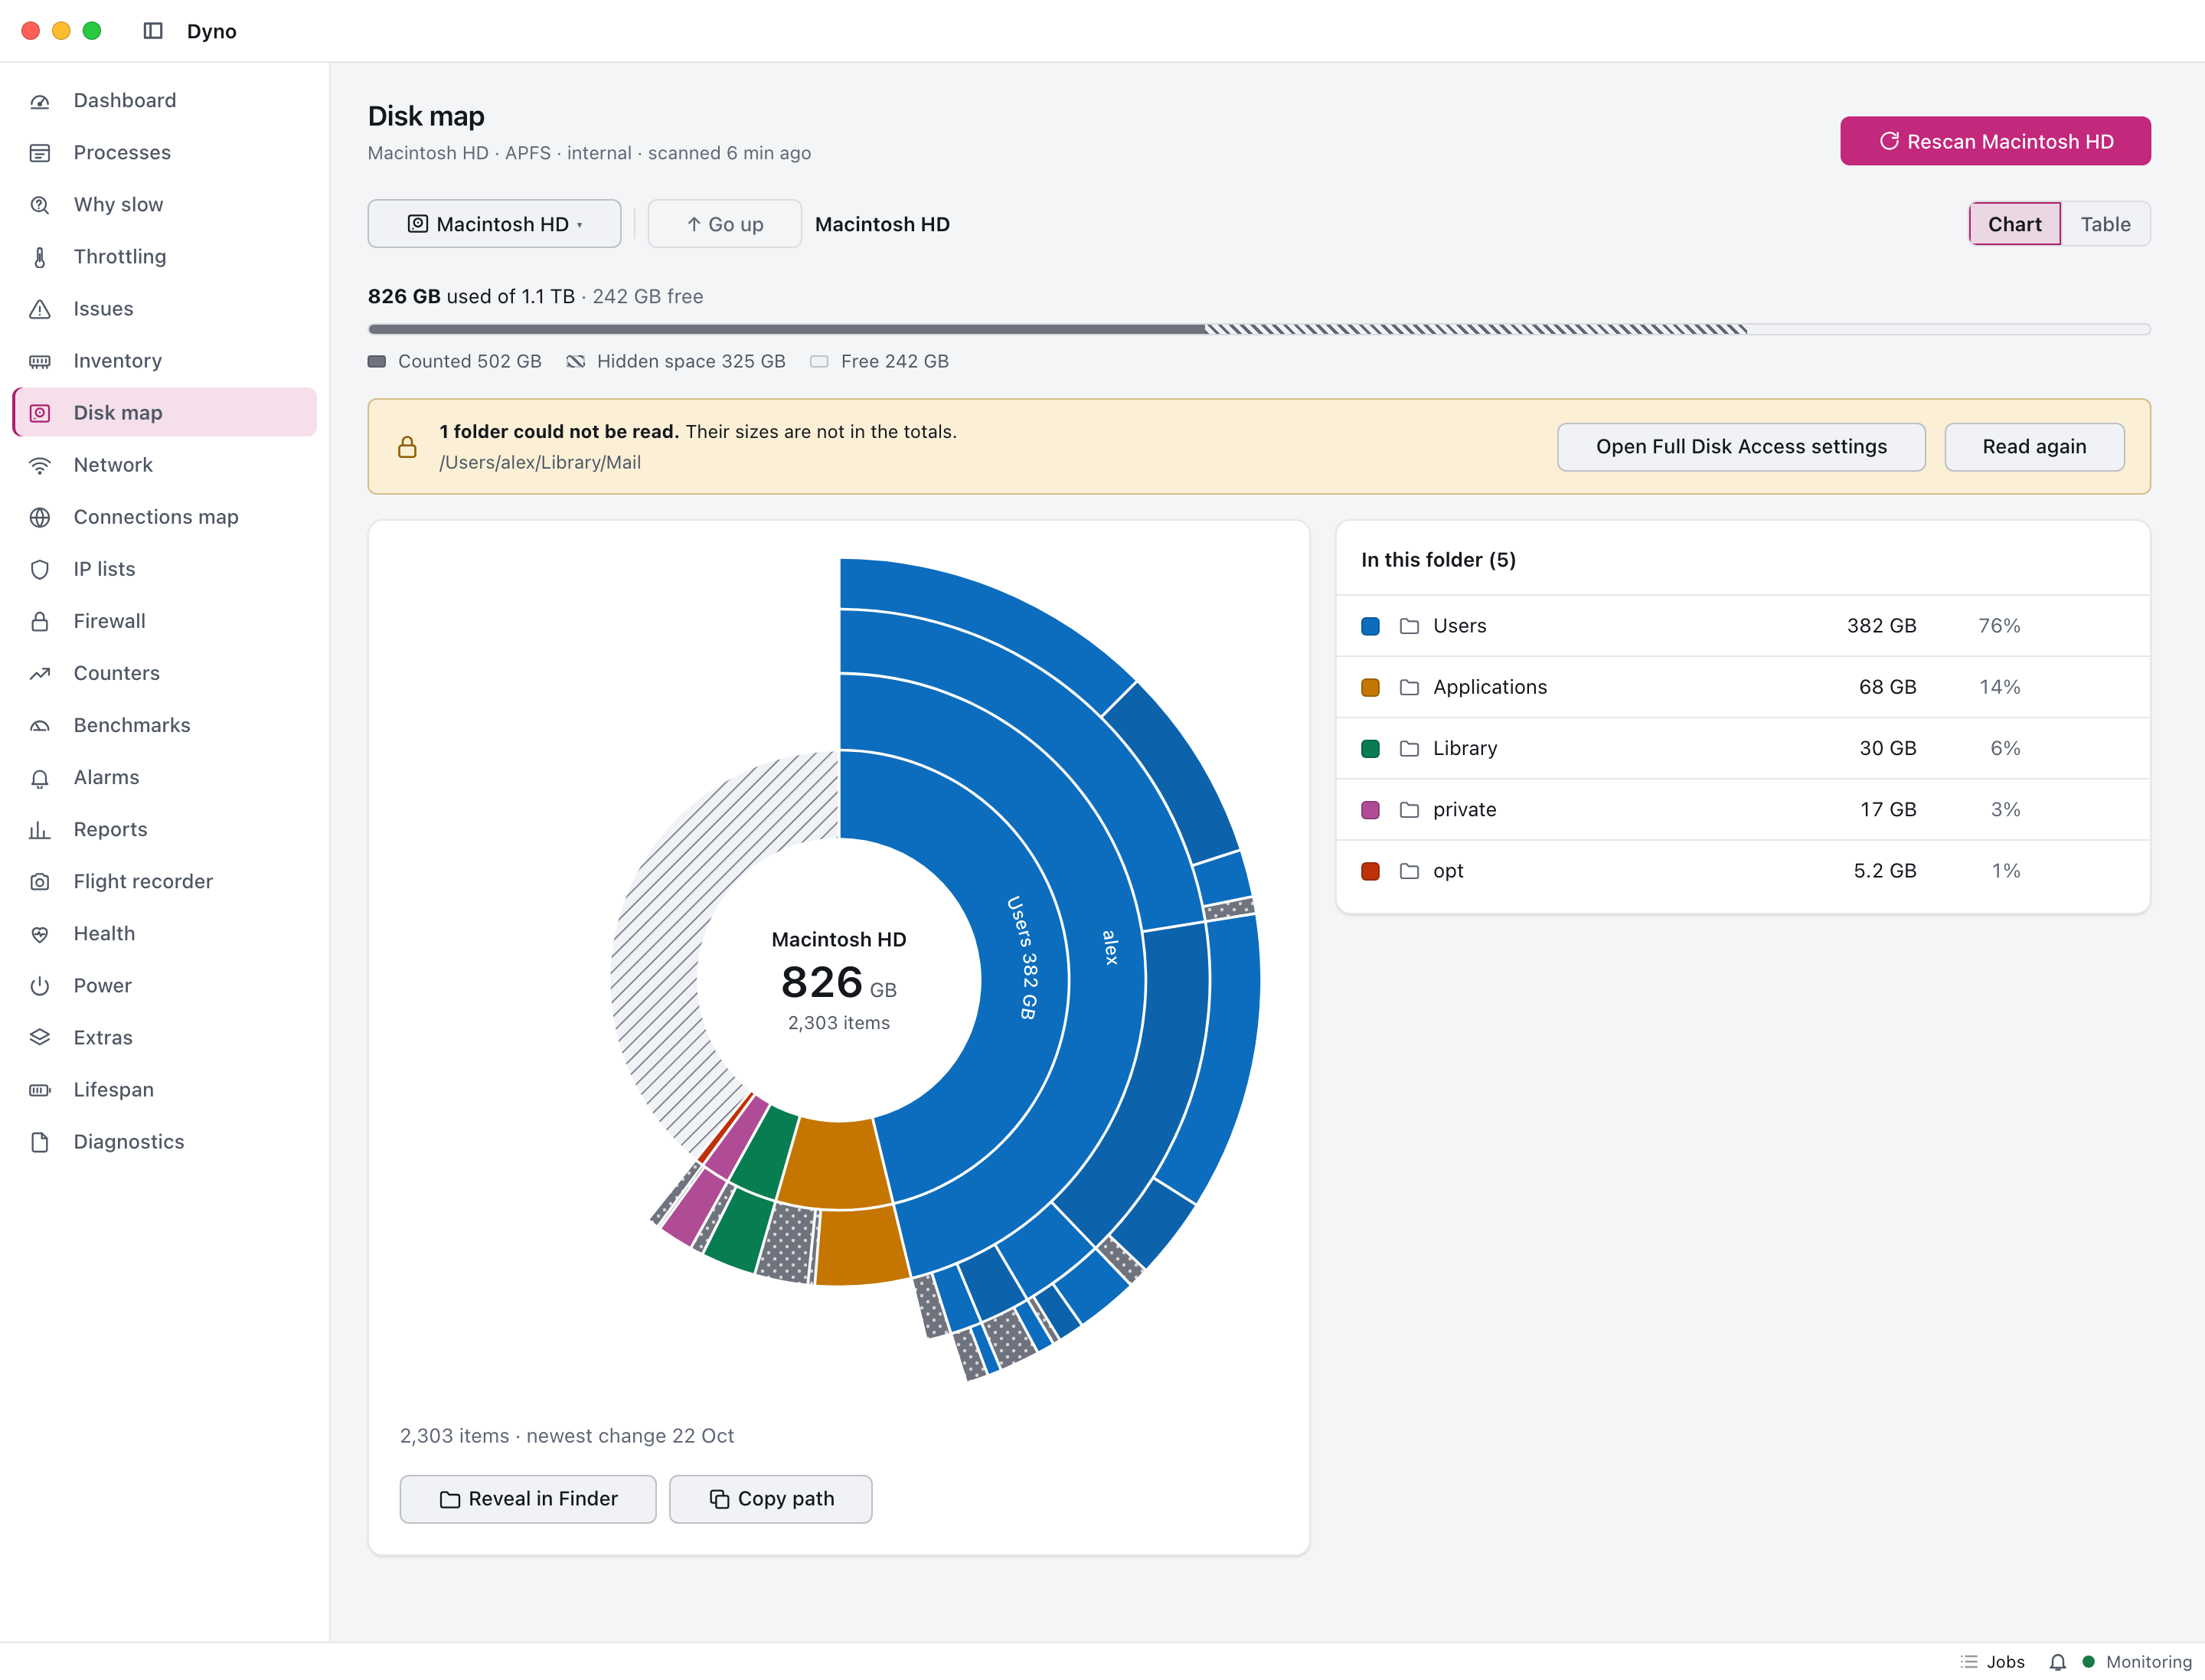 Dyno
Dashboard
Processes
Why slow
Throttling
Issues
Inventory
Disk map
Network
Connections map
IP lists
Firewall
Counters
Benchmarks
Alarms
Reports
Flight recorder
Health
Power
Extras
Lifespan
Diagnostics
Disk map
Macintosh HD · APFS · internal · scanned 6 min ago
Rescan Macintosh HD
Macintosh HD
Go up
Macintosh HD
Chart
Table
826 GB used of 1.1 TB · 242 GB free
Counted 502 GB
Hidden space 325 GB
Free 242 GB
1 folder could not be read. Their sizes are not in the totals.
/Users/alex/Library/Mail
Open Full Disk Access settings
Read again
Users 382 GB
alex
Macintosh HD
826 GB
2,303 items
2,303 items · newest change 22 Oct
Reveal in Finder
Copy path
In this folder (5)
Users 382 GB 76%
Applications 68 GB 14%
Library 30 GB 6%
private 17 GB 3%
opt 5.2 GB 1%
Jobs
Monitoring